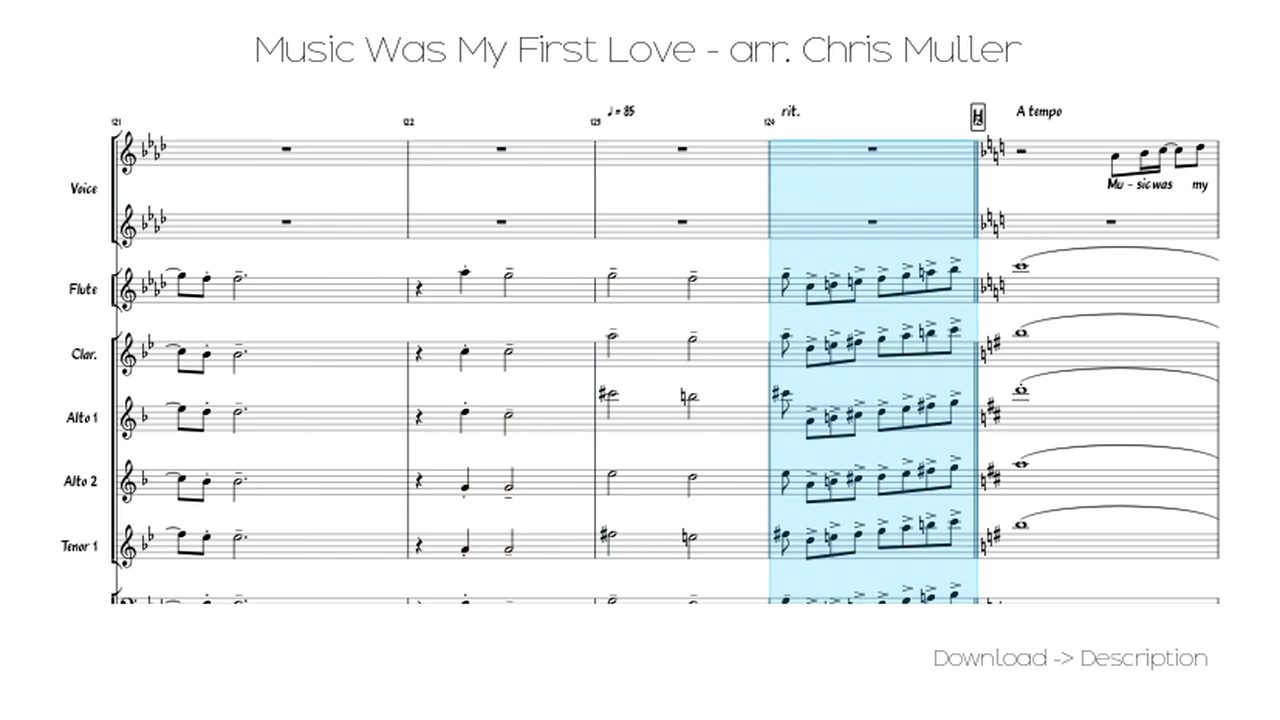 Music Was My First Love - arr. Chris Muller
121 122 123 ♩ = 85 124 rit. A tempo
Voice
Mu - sic was my
Flute
Clar.
Alto 1
Alto 2
Tenor 1
Download -> Description